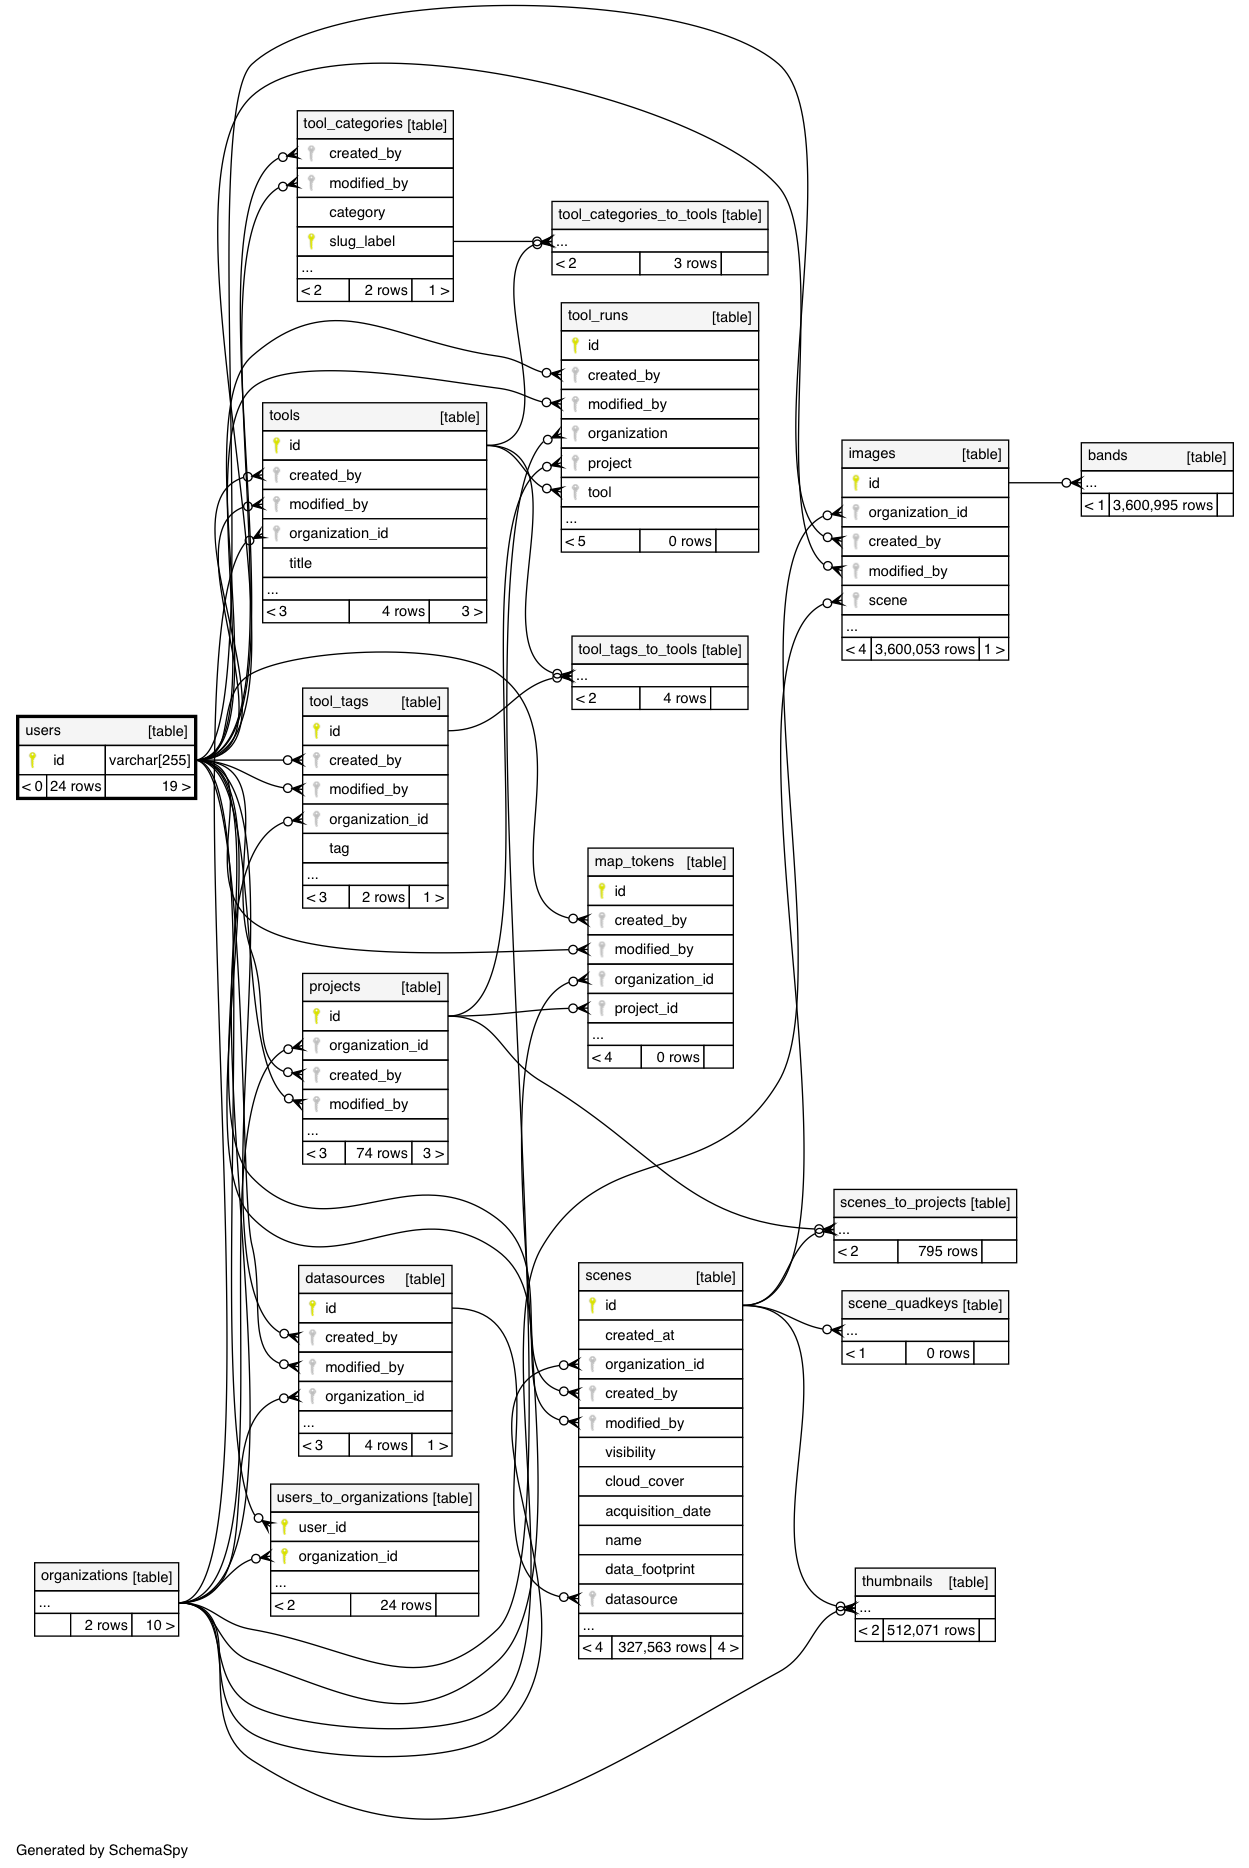 tool_categories [table]
created_by
modified_by
category
slug_label
...
< 2 2 rows 1 >
tool_categories_to_tools [table]
...
< 2 3 rows
tool_runs [table]
id
created_by
modified_by
organization
project
tool
...
< 5 0 rows
tools [table]
id
created_by
modified_by
organization_id
title
...
< 3 4 rows 3 >
images [table]
id
organization_id
created_by
modified_by
scene
...
< 4 3,600,053 rows 1 >
bands [table]
...
< 1 3,600,995 rows
tool_tags_to_tools [table]
...
< 2 4 rows
users [table]
id varchar[255]
< 0 24 rows 19 >
tool_tags [table]
id
created_by
modified_by
organization_id
tag
...
< 3 2 rows 1 >
map_tokens [table]
id
created_by
modified_by
organization_id
project_id
...
< 4 0 rows
projects [table]
id
organization_id
created_by
modified_by
...
< 3 74 rows 3 >
scenes_to_projects [table]
...
< 2 795 rows
datasources [table]
id
created_by
modified_by
organization_id
...
< 3 4 rows 1 >
scenes [table]
id
created_at
organization_id
created_by
modified_by
visibility
cloud_cover
acquisition_date
name
data_footprint
datasource
...
< 4 327,563 rows 4 >
scene_quadkeys [table]
...
< 1 0 rows
users_to_organizations [table]
user_id
organization_id
...
< 2 24 rows
organizations [table]
...
2 rows 10 >
thumbnails [table]
...
< 2 512,071 rows
Generated by SchemaSpy